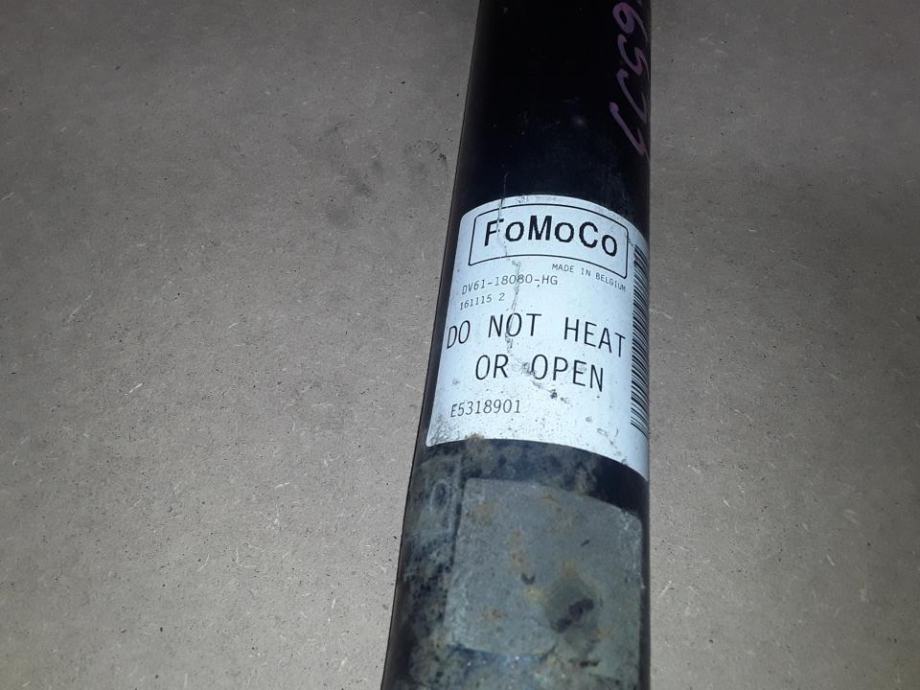 FoMoCo
MADE IN BELGIUM
DV61-18080-HG
161115 2
DO NOT HEAT
OR OPEN
E5318901